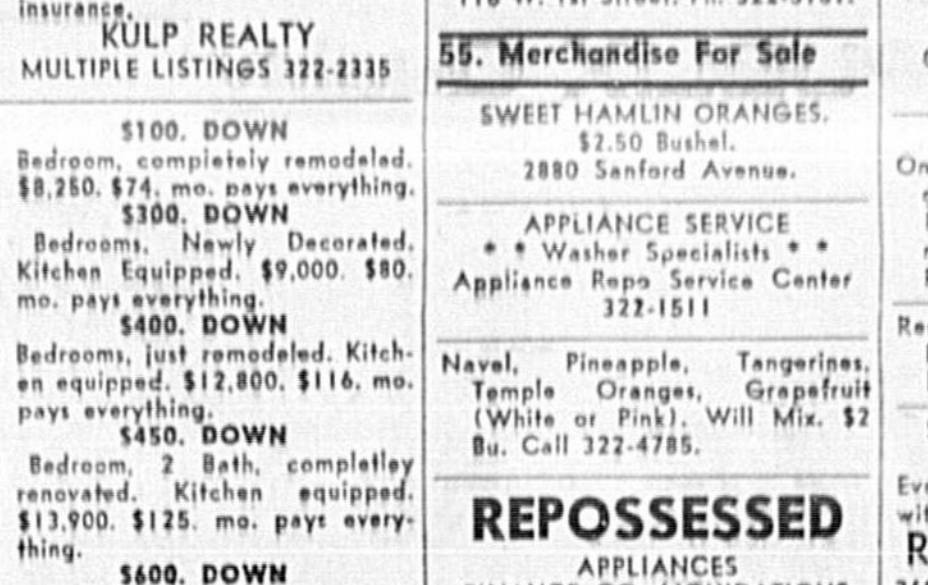 insurance.
KULP REALTY
MULTIPLE LISTINGS 322-2335
$100. DOWN
Bedroom, completely remodeled.
$8,250. $74. mo. pays everything.
$300. DOWN
Bedrooms. Newly Decorated.
Kitchen Equipped. $9,000. $80.
mo. pays everything.
$400. DOWN
Bedrooms, just remodeled. Kitch-
en equipped. $12,800. $116. mo.
pays everything.
$450. DOWN
Bedroom, 2 Bath, completley
renovated. Kitchen equipped.
$13,900. $125. mo. pays every-
thing.
$600. DOWN
55. Merchandise For Sale
SWEET HAMLIN ORANGES.
$2.50 Bushel.
2880 Sanford Avenue.
APPLIANCE SERVICE
* * Washer Specialists * *
Appliance Repo Service Center
322-1511
Navel, Pineapple, Tangerines,
Temple Oranges, Grapefruit
(White or Pink). Will Mix. $2
Bu. Call 322-4785.
REPOSSESSED
APPLIANCES